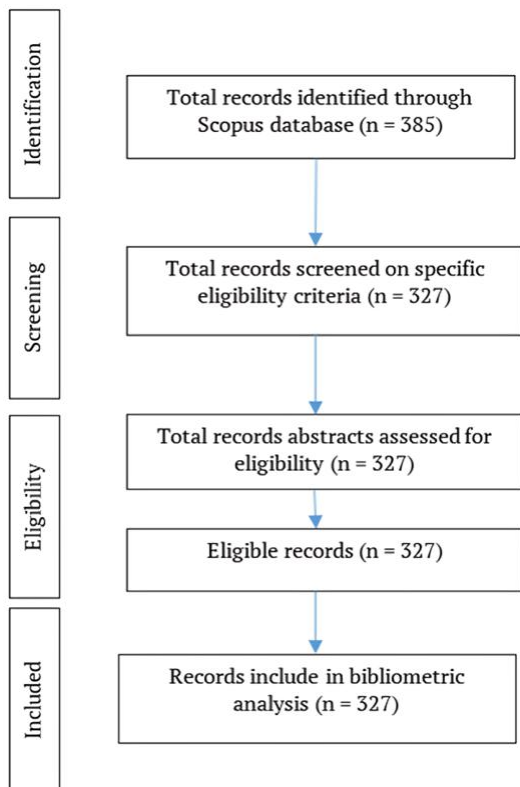 Identification
Total records identified through
Scopus database (n = 385)
Screening
Total records screened on specific
eligibility criteria (n = 327)
Eligibility
Total records abstracts assessed for
eligibility (n = 327)
Eligible records (n = 327)
Included
Records include in bibliometric
analysis (n = 327)